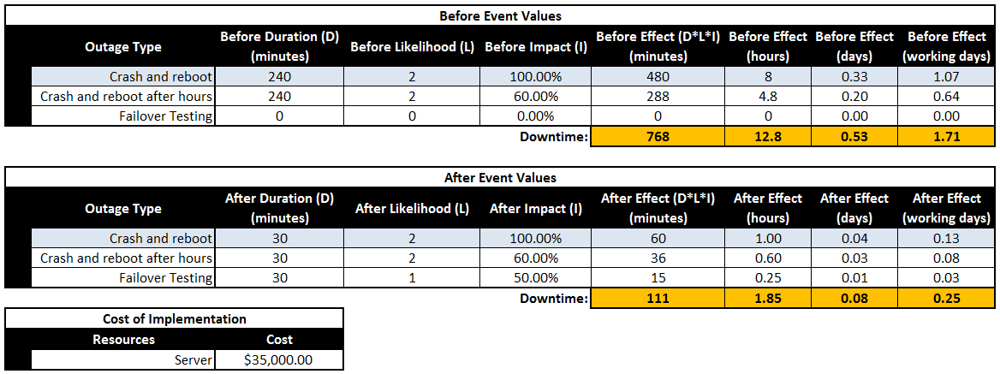 Before Event Values
Outage Type Before Duration (D) (minutes) Before Likelihood (L) Before Impact (I) Before Effect (D*L*I) (minutes) Before Effect (hours) Before Effect (days) Before Effect (working days)
Crash and reboot 240 2 100.00% 480 8 0.33 1.07
Crash and reboot after hours 240 2 60.00% 288 4.8 0.20 0.64
Failover Testing 0 0 0.00% 0 0 0.00 0.00
Downtime: 768 12.8 0.53 1.71
After Event Values
Outage Type After Duration (D) (minutes) After Likelihood (L) After Impact (I) After Effect (D*L*I) (minutes) After Effect (hours) After Effect (days) After Effect (working days)
Crash and reboot 30 2 100.00% 60 1.00 0.04 0.13
Crash and reboot after hours 30 2 60.00% 36 0.60 0.03 0.08
Failover Testing 30 1 50.00% 15 0.25 0.01 0.03
Downtime: 111 1.85 0.08 0.25
Cost of Implementation
Resources Cost
Server $35,000.00